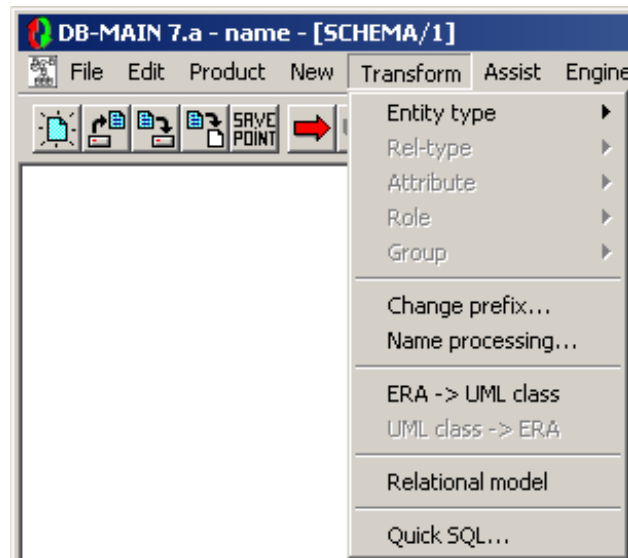 DB-MAIN 7.a - name - [SCHEMA/1]
File Edit Product New Transform Assist Engine
SAVE
POINT
Entity type
Rel-type
Attribute
Role
Group
Change prefix...
Name processing...
ERA -> UML class
UML class -> ERA
Relational model
Quick SQL...